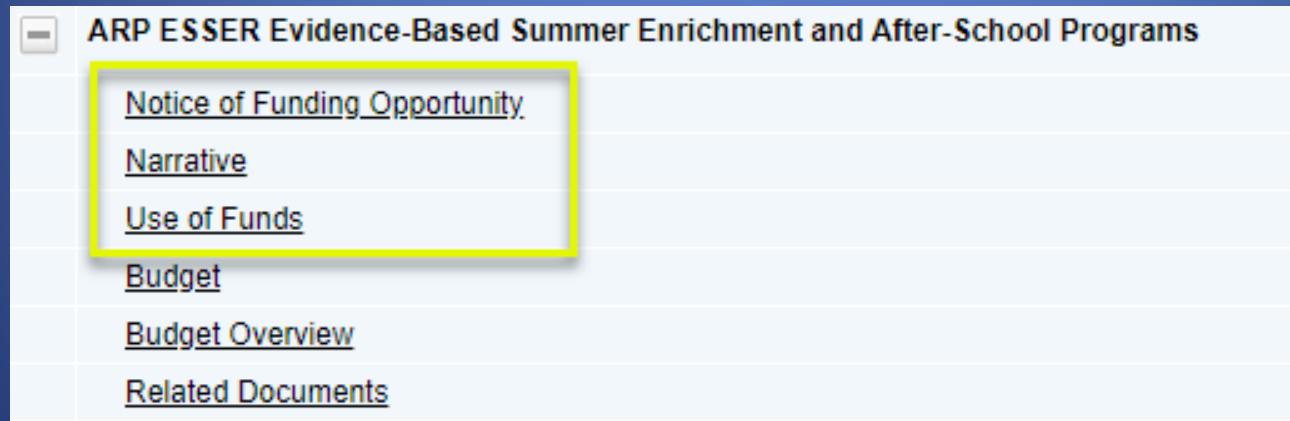 ARP ESSER Evidence-Based Summer Enrichment and After-School Programs
Notice of Funding Opportunity
Narrative
Use of Funds
Budget
Budget Overview
Related Documents